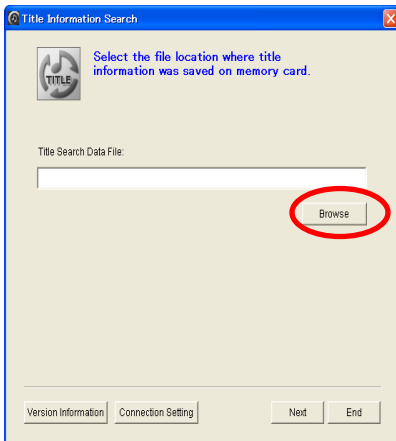 Title Information Search
Select the file location where title
information was saved on memory card.
TITLE
Title Search Data File:
Browse
Version Information
Connection Setting
Next
End